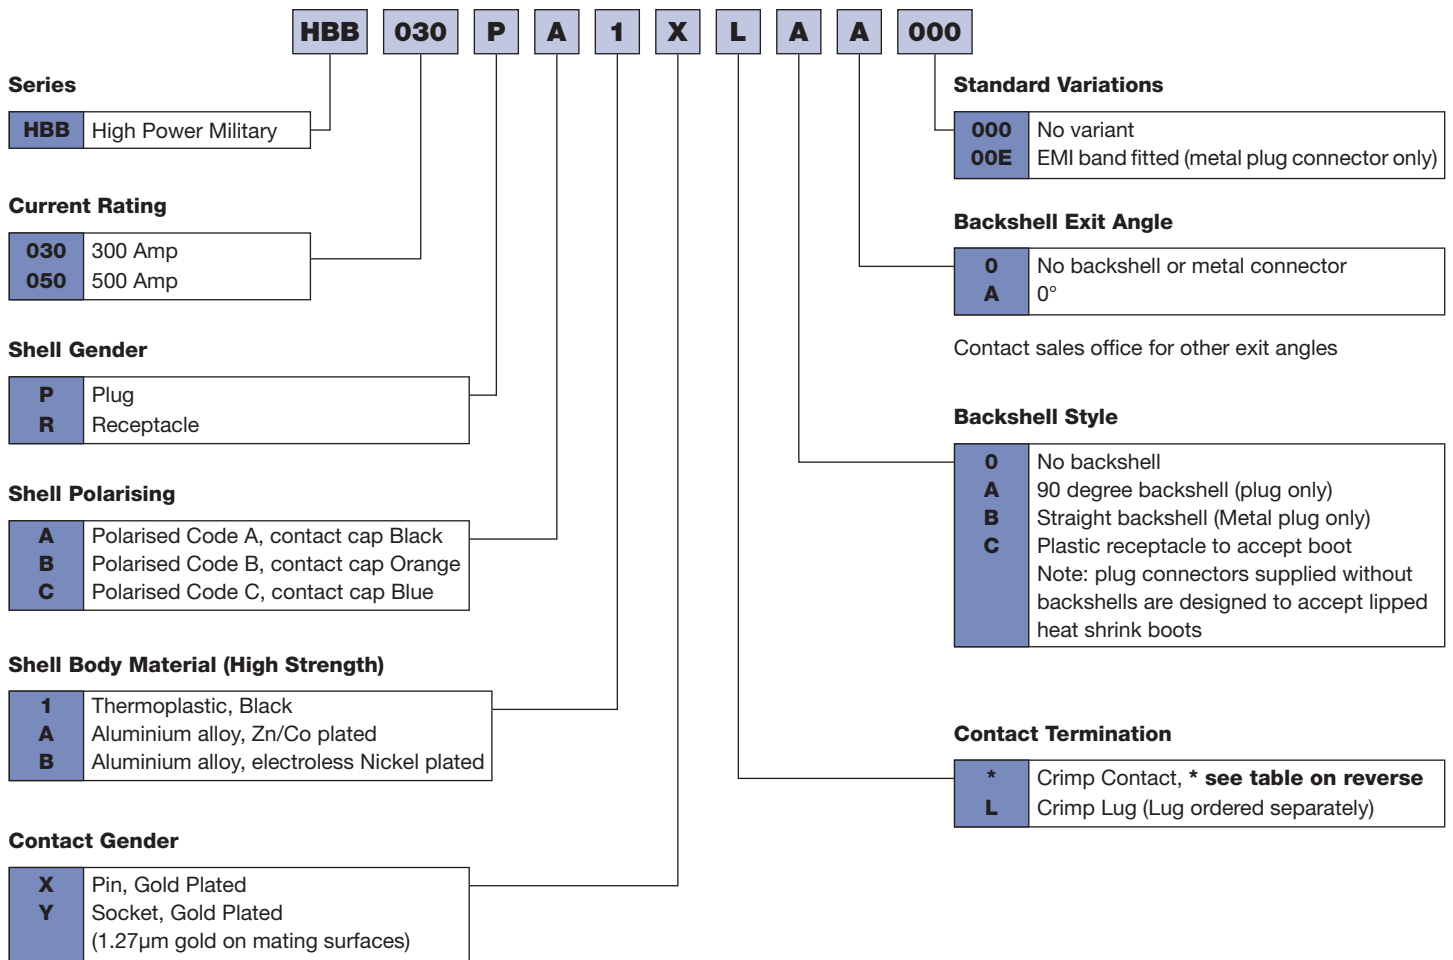 HBB 030 P A 1 X L A A 000
Series
HBB High Power Military
Current Rating
030 300 Amp
050 500 Amp
Shell Gender
P Plug
R Receptacle
Shell Polarising
A Polarised Code A, contact cap Black
B Polarised Code B, contact cap Orange
C Polarised Code C, contact cap Blue
Shell Body Material (High Strength)
1 Thermoplastic, Black
A Aluminium alloy, Zn/Co plated
B Aluminium alloy, electroless Nickel plated
Contact Gender
X Pin, Gold Plated
Y Socket, Gold Plated
(1.27µm gold on mating surfaces)
Standard Variations
000 No variant
00E EMI band fitted (metal plug connector only)
Backshell Exit Angle
0 No backshell or metal connector
A 0°
Contact sales office for other exit angles
Backshell Style
0 No backshell
A 90 degree backshell (plug only)
B Straight backshell (Metal plug only)
C Plastic receptacle to accept boot
Note: plug connectors supplied without
backshells are designed to accept lipped
heat shrink boots
Contact Termination
* Crimp Contact, * see table on reverse
L Crimp Lug (Lug ordered separately)